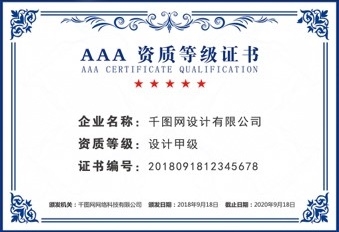 AAA 资质等级证书
AAA CERTIFICATE QUALIFICATION
企业名称：千图网设计有限公司
资质等级：设计甲级
证书编号：2018091812345678
颁发机关：千图网网络科技有限公司 颁发日期：2018年9月18日 截止日期：2020年9月18日